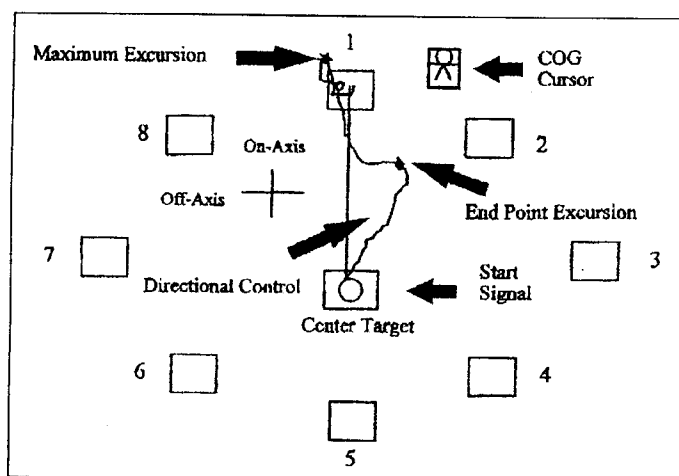 1
Maximum Excursion
COG
Cursor
8
2
On-Axis
Off-Axis
End Point Excursion
7
3
Directional Control
Start
Signal
Center Target
6
4
5